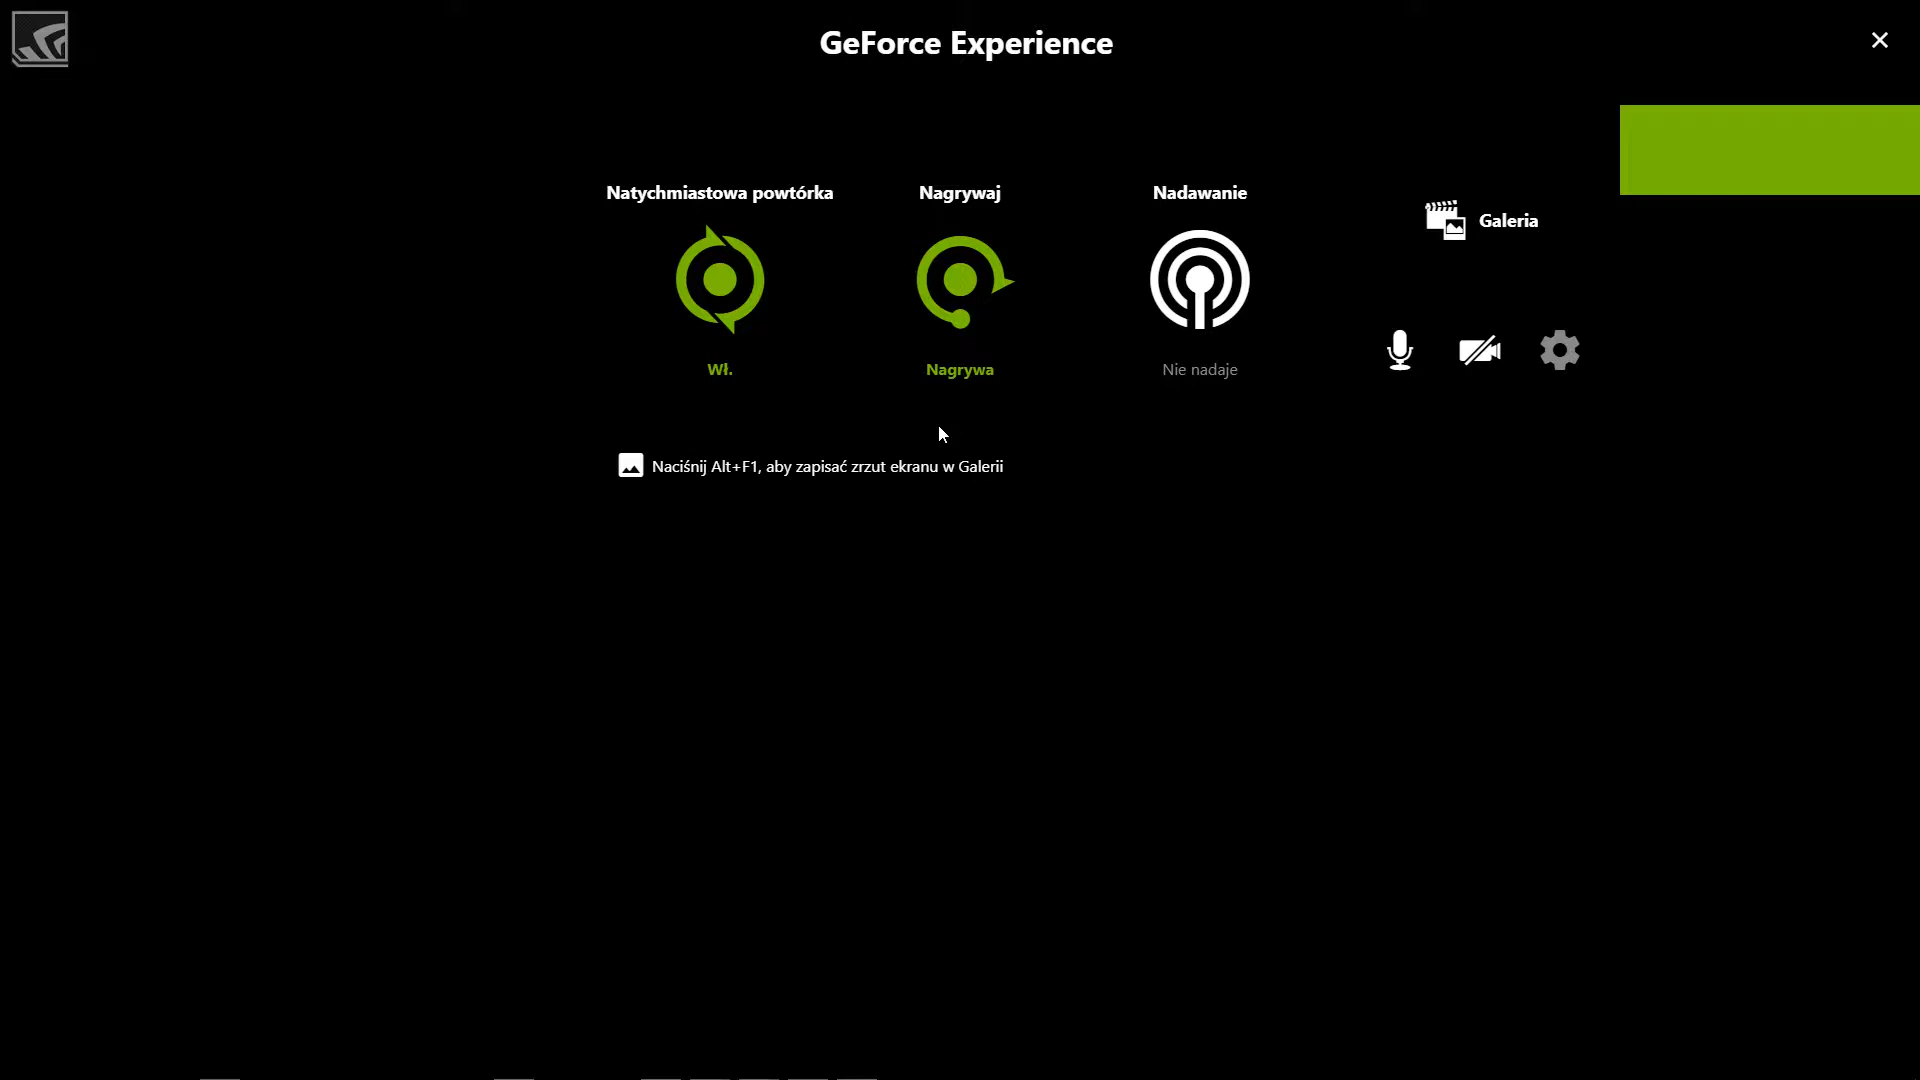 GeForce Experience
Natychmiastowa powtórka
Nagrywaj
Nadawanie
Galeria
Wł.
Nagrywa
Nie nadaje
Naciśnij Alt+F1, aby zapisać zrzut ekranu w Galerii